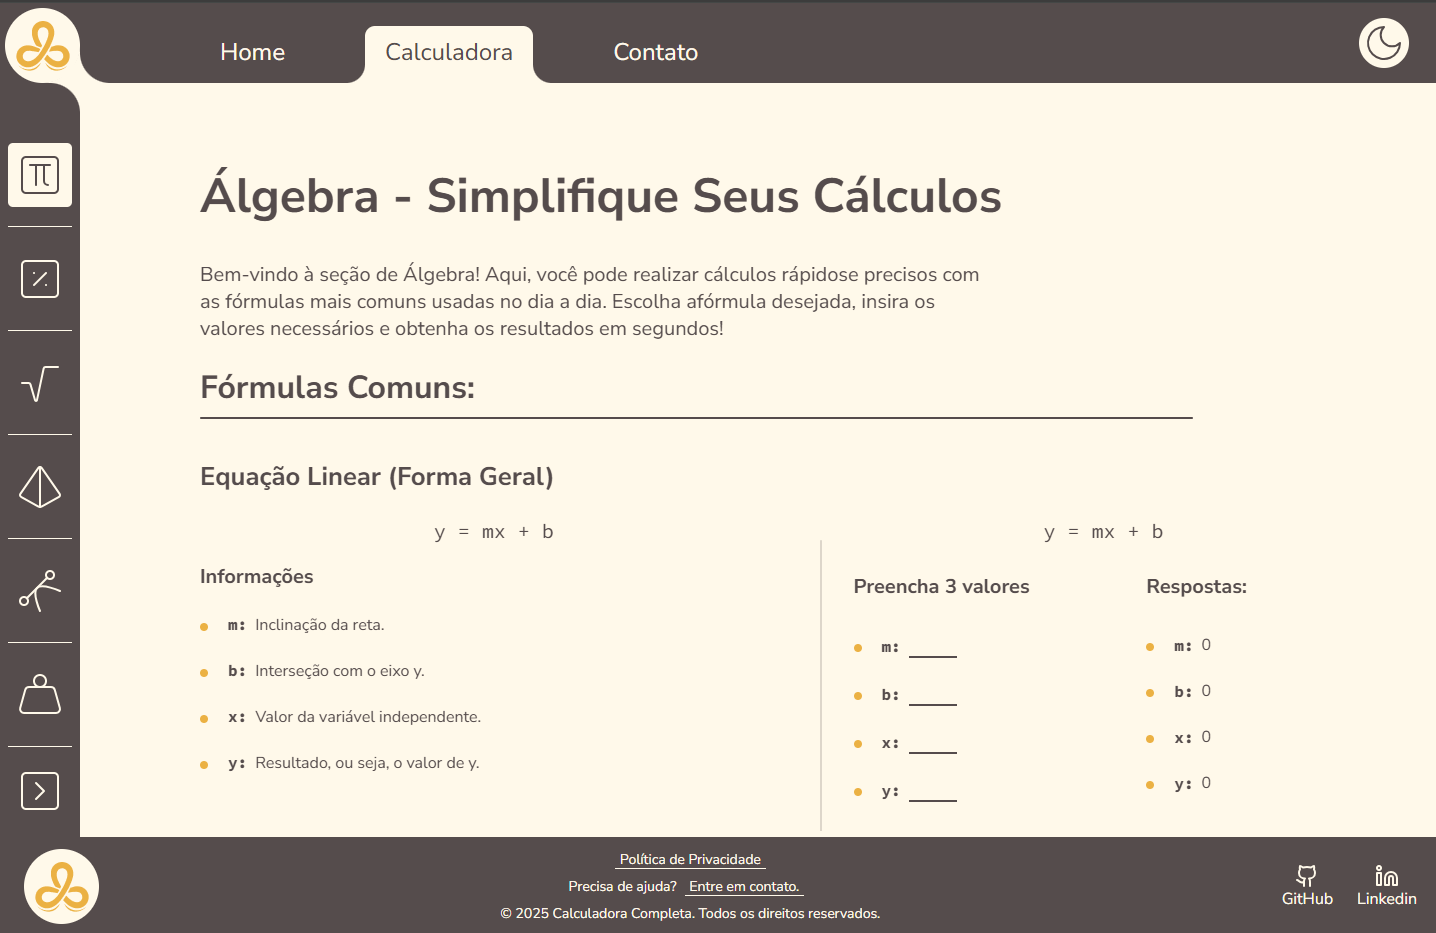 Home
Calculadora
Contato
Álgebra - Simplifique Seus Cálculos
Bem-vindo à seção de Álgebra! Aqui, você pode realizar cálculos rápidose precisos com
as fórmulas mais comuns usadas no dia a dia. Escolha afórmula desejada, insira os
valores necessários e obtenha os resultados em segundos!
Fórmulas Comuns:
Equação Linear (Forma Geral)
y = mx + b
Informações
m: Inclinação da reta.
b: Interseção com o eixo y.
x: Valor da variável independente.
y: Resultado, ou seja, o valor de y.
y = mx + b
Preencha 3 valores
m:
b:
x:
y:
Respostas:
m: 0
b: 0
x: 0
y: 0
Política de Privacidade
Precisa de ajuda? Entre em contato.
© 2025 Calculadora Completa. Todos os direitos reservados.
GitHub
Linkedin